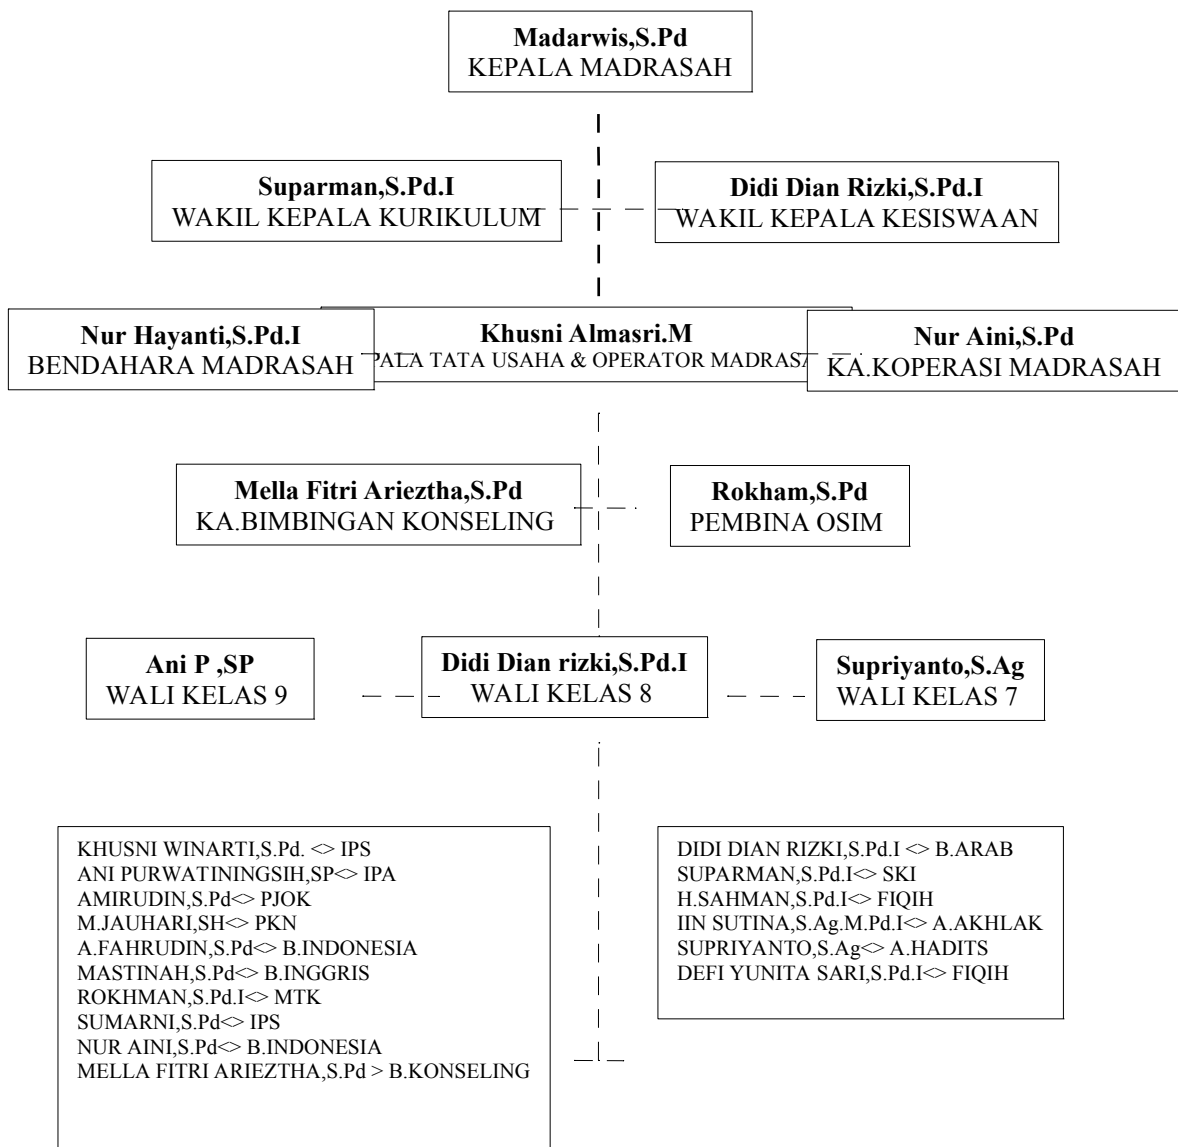 Madarwis,S.Pd
KEPALA MADRASAH
Suparman,S.Pd.I
WAKIL KEPALA KURIKULUM
Didi Dian Rizki,S.Pd.I
WAKIL KEPALA KESISWAAN
Nur Hayanti,S.Pd.I
BENDAHARA MADRASAH
Khusni Almasri.M
PALA TATA USAHA & OPERATOR MADRASA
Nur Aini,S.Pd
KA.KOPERASI MADRASAH
Mella Fitri Arieztha,S.Pd
KA.BIMBINGAN KONSELING
Rokham,S.Pd
PEMBINA OSIM
Ani P ,SP
WALI KELAS 9
Didi Dian rizki,S.Pd.I
WALI KELAS 8
Supriyanto,S.Ag
WALI KELAS 7
KHUSNI WINARTI,S.Pd. <> IPS
ANI PURWATININGSIH,SP<> IPA
AMIRUDIN,S.Pd<> PJOK
M.JAUHARI,SH<> PKN
A.FAHRUDIN,S.Pd<> B.INDONESIA
MASTINAH,S.Pd<> B.INGGRIS
ROKHMAN,S.Pd.I<> MTK
SUMARNI,S.Pd<> IPS
NUR AINI,S.Pd<> B.INDONESIA
MELLA FITRI ARIEZTHA,S.Pd > B.KONSELING
DIDI DIAN RIZKI,S.Pd.I <> B.ARAB
SUPARMAN,S.Pd.I<> SKI
H.SAHMAN,S.Pd.I<> FIQIH
IIN SUTINA,S.Ag.M.Pd.I<> A.AKHLAK
SUPRIYANTO,S.Ag<> A.HADITS
DEFI YUNITA SARI,S.Pd.I<> FIQIH